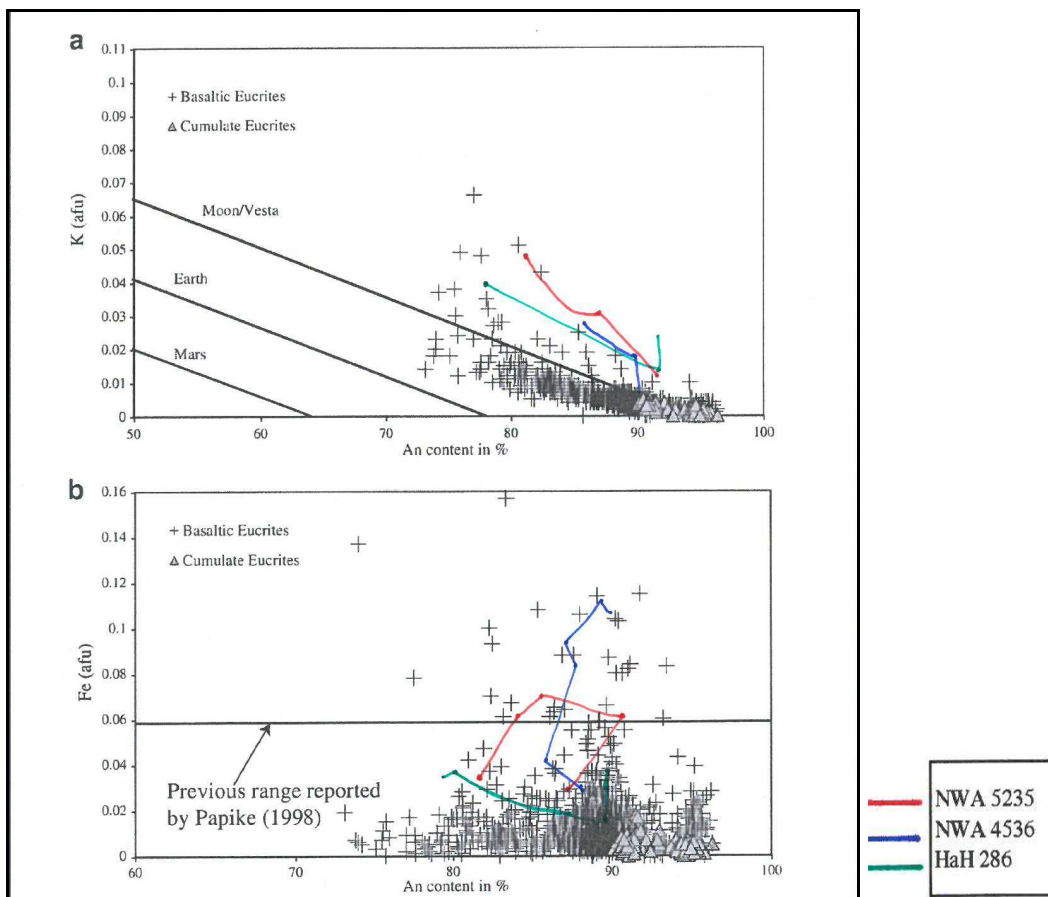 a
0.11
0.1
0.09
0.08
0.07
0.06
0.05
0.04
0.03
0.02
0.01
0
K (afu)
+ Basaltic Eucrites
Cumulate Eucrites
Moon/Vesta
Earth
Mars
50
60
70
80
90
100
An content in %
b
0.16
0.14
0.12
0.1
0.08
0.06
0.04
0.02
0
Fe (afu)
+ Basaltic Eucrites
Cumulate Eucrites
Previous range reported
by Papike (1998)
60
70
80
90
100
An content in %
NWA 5235
NWA 4536
HaH 286